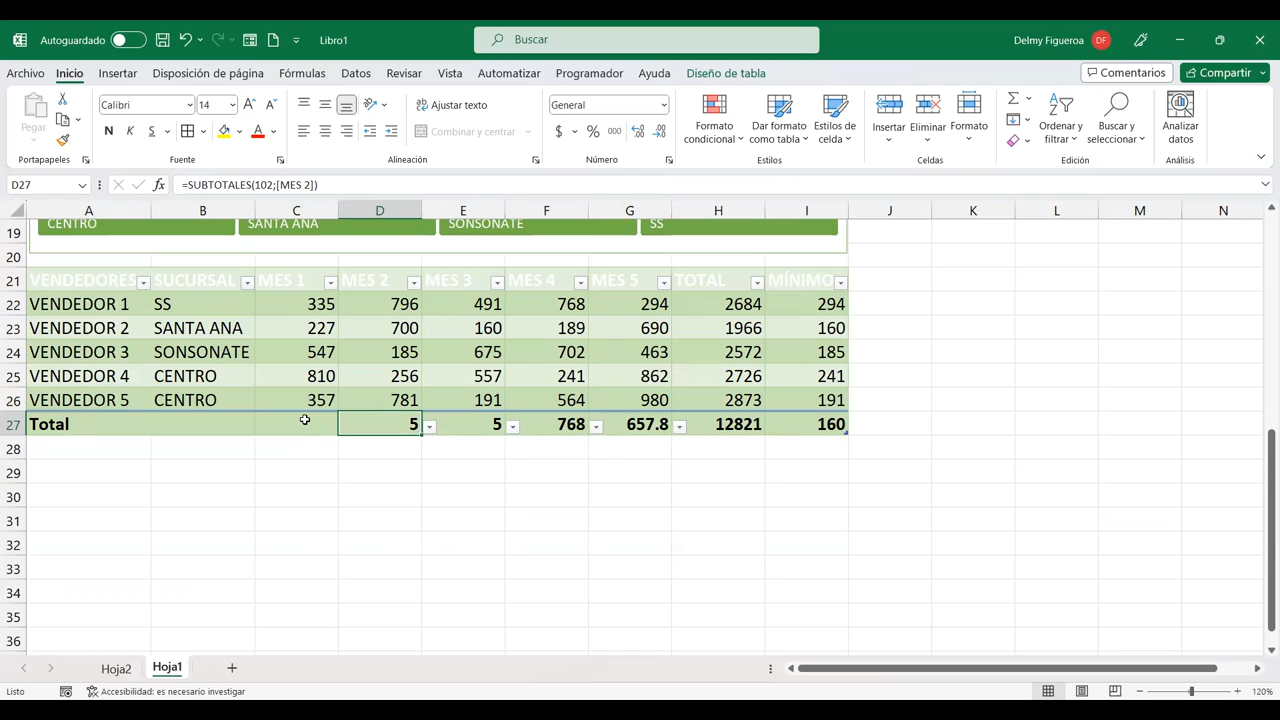 Autoguardado Libro1 Buscar Delmy Figueroa DF
Archivo Inicio Insertar Disposición de página Fórmulas Datos Revisar Vista Automatizar Programador Ayuda Diseño de tabla Comentarios Compartir
Pegar Calibri 14 Ajustar texto General Formato condicional Dar formato como tabla Estilos de celda Insertar Eliminar Formato Ordenar y filtrar Buscar y seleccionar Analizar datos
N K S Combinar y centrar $ % 000
Portapapeles Fuente Alineación Número Estilos Celdas Edición Análisis
D27 fx =SUBTOTALES(102;[MES 2])
A B C D E F G H I J K L M N
19 CENTRO SANTA ANA SONSONATE SS
20
21 VENDEDORES SUCURSAL MES 1 MES 2 MES 3 MES 4 MES 5 TOTAL MÍNIMO
22 VENDEDOR 1 SS 335 796 491 768 294 2684 294
23 VENDEDOR 2 SANTA ANA 227 700 160 189 690 1966 160
24 VENDEDOR 3 SONSONATE 547 185 675 702 463 2572 185
25 VENDEDOR 4 CENTRO 810 256 557 241 862 2726 241
26 VENDEDOR 5 CENTRO 357 781 191 564 980 2873 191
27 Total 5 5 768 657.8 12821 160
28
29
30
31
32
33
34
35
36
Hoja2 Hoja1
Listo Accesibilidad: es necesario investigar 120%